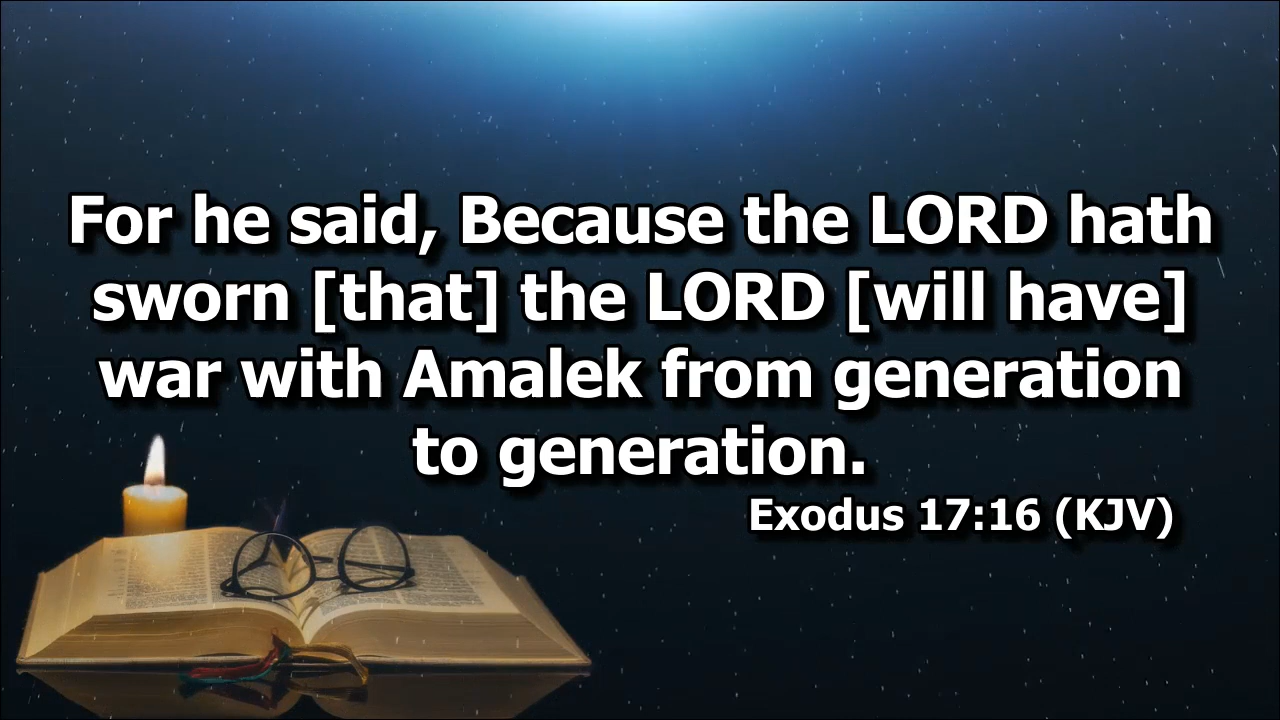 For he said, Because the LORD hath
sworn [that] the LORD [will have]
war with Amalek from generation
to generation.
Exodus 17:16 (KJV)